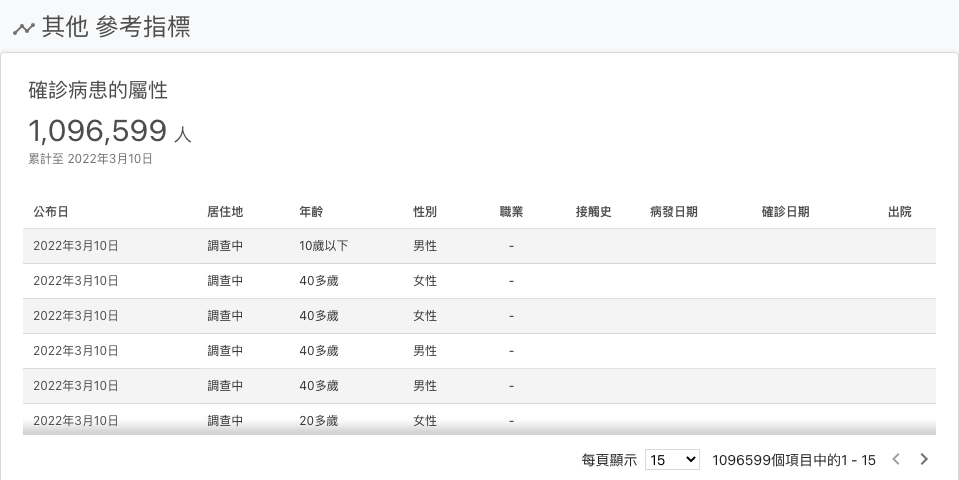 其他 參考指標
確診病患的屬性
1,096,599 人
累計至 2022年3月10日
公布日 居住地 年齡 性別 職業 接觸史 病發日期 確診日期 出院
2022年3月10日 調查中 10歲以下 男性 -
2022年3月10日 調查中 40多歲 女性 -
2022年3月10日 調查中 40多歲 女性 -
2022年3月10日 調查中 40多歲 男性 -
2022年3月10日 調查中 40多歲 男性 -
2022年3月10日 調查中 20多歲 女性 -
每頁顯示 15 1096599個項目中的1 - 15